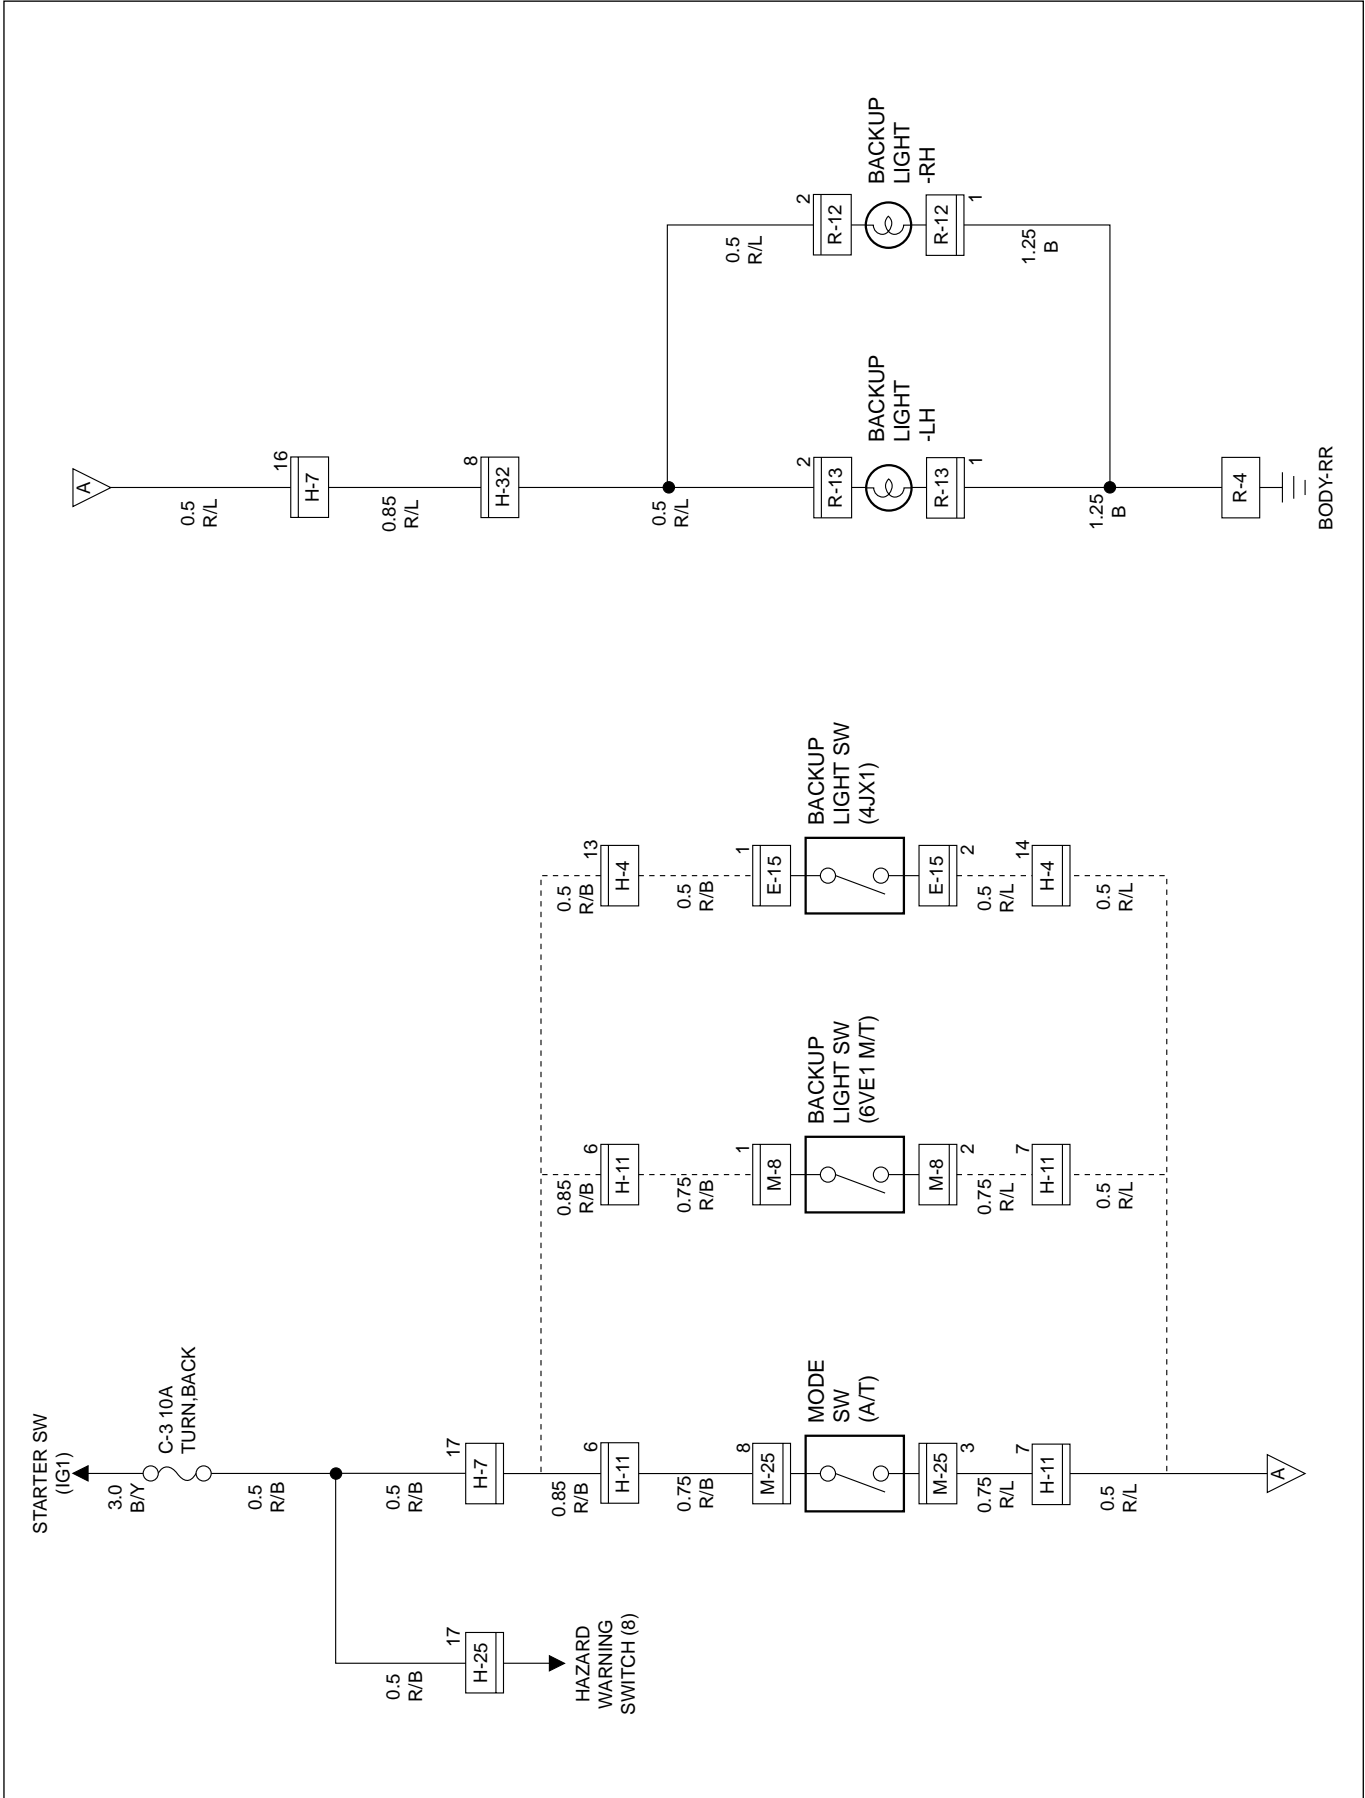 STARTER SW
(IG1)
3.0
B/Y
C-3 10A
TURN,BACK
0.5
R/B
0.5
R/B
17
H-25
HAZARD
WARNING
SWITCH (8)
0.5
R/B
17
H-7
0.85
R/B
6
H-11
0.75
R/B
8
M-25
MODE
SW
(A/T)
M-25
3
0.75
R/L
7
H-11
0.5
R/L
A
0.85
R/B
6
H-11
0.75
R/B
1
M-8
BACKUP
LIGHT SW
(6VE1 M/T)
M-8
2
0.75
R/L
7
H-11
0.5
R/L
0.5
R/B
13
H-4
0.5
R/B
1
E-15
BACKUP
LIGHT SW
(4JX1)
E-15
2
0.5
R/L
14
H-4
0.5
R/L
A
0.5
R/L
16
H-7
0.85
R/L
8
H-32
0.5
R/L
2
R-13
BACKUP
LIGHT
-LH
R-13
1
1.25
B
R-4
BODY-RR
0.5
R/L
2
R-12
BACKUP
LIGHT
-RH
R-12
1
1.25
B